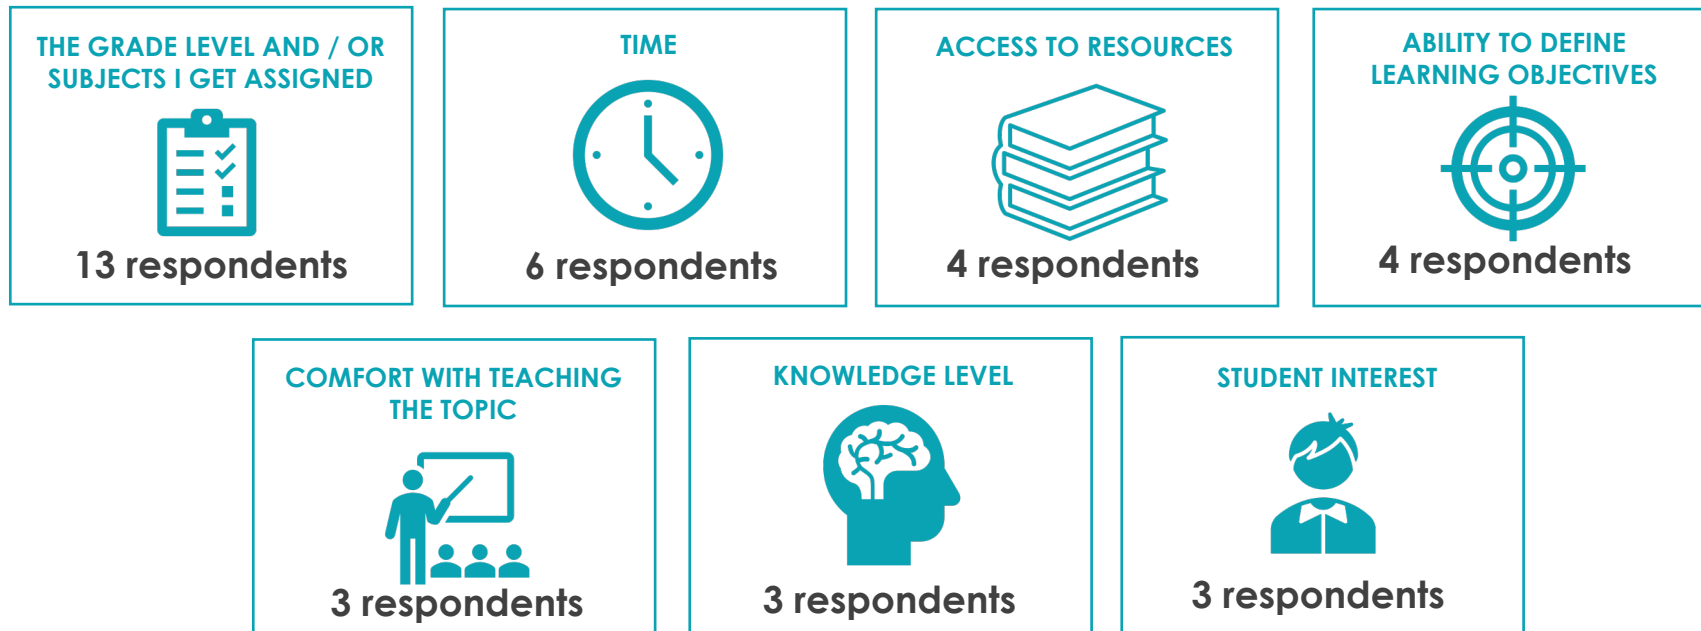 THE GRADE LEVEL AND / OR
SUBJECTS I GET ASSIGNED
13 respondents
TIME
6 respondents
ACCESS TO RESOURCES
4 respondents
ABILITY TO DEFINE
LEARNING OBJECTIVES
4 respondents
COMFORT WITH TEACHING
THE TOPIC
3 respondents
KNOWLEDGE LEVEL
3 respondents
STUDENT INTEREST
3 respondents